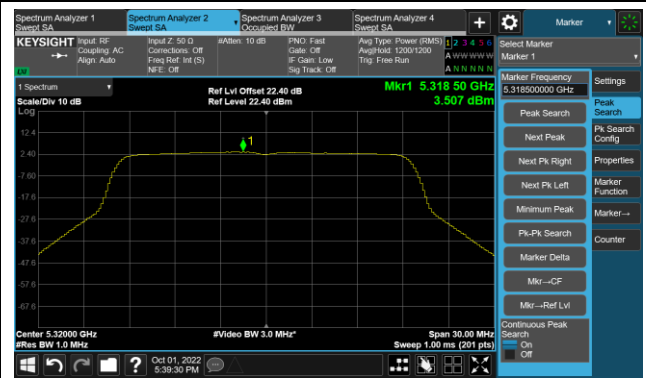 Spectrum Analyzer 1
Swept SA
Spectrum Analyzer 2
Swept SA
Spectrum Analyzer 3
Occupied BW
Spectrum Analyzer 4
Swept SA
+
Marker
KEYSIGHT
Input: RF
Coupling: AC
Align: Auto
Input Z: 50 Ω
Corrections: Off
Freq Ref: Int (S)
NFE: Off
#Atten: 10 dB
PNO: Fast
Gate: Off
IF Gain: Low
Sig Track: Off
Avg Type: Power (RMS)
Avg|Hold: 1200/1200
Trig: Free Run
1 2 3 4 5 6
A W W W W W
A N N N N N
Select Marker
Marker 1
1 Spectrum
Scale/Div 10 dB
Log
Ref Lvl Offset 22.40 dB
Ref Level 22.40 dBm
Mkr1 5.318 50 GHz
3.507 dBm
12.4
2.40
-7.60
-17.6
-27.6
-37.6
-47.6
-57.6
-67.6
1
Center 5.32000 GHz
#Res BW 1.0 MHz
#Video BW 3.0 MHz*
Span 30.00 MHz
Sweep 1.00 ms (201 pts)
Marker Frequency
5.318500000 GHz
Peak Search
Next Peak
Next Pk Right
Next Pk Left
Minimum Peak
Pk-Pk Search
Marker Delta
Mkr→CF
Mkr→Ref Lvl
Continuous Peak
Search
On
Off
Settings
Peak
Search
Pk Search
Config
Properties
Marker
Function
Marker→
Counter
?
Oct 01, 2022
5:39:30 PM